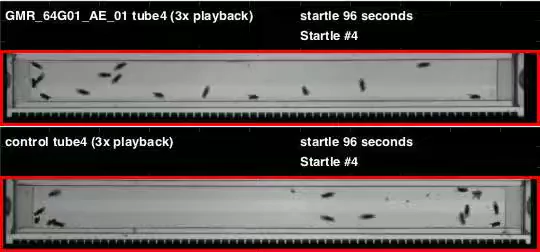 GMR_64G01_AE_01 tube4 (3x playback)
startle 96 seconds
Startle #4
control tube4 (3x playback)
startle 96 seconds
Startle #4